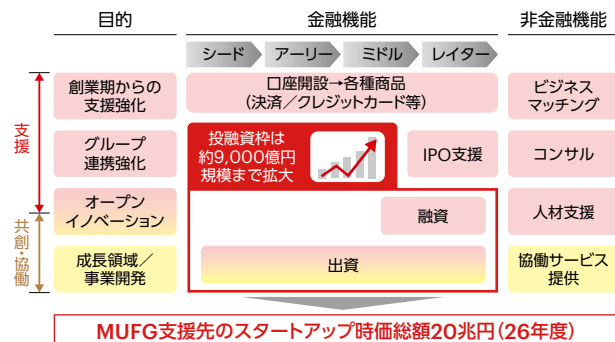 目的
金融機能
非金融機能
シード
アーリー
ミドル
レイター
支援
共創・協働
創業期からの
支援強化
口座開設→各種商品
(決済／クレジットカード等)
ビジネス
マッチング
グループ
連携強化
投融資枠は
約9,000億円
規模まで拡大
IPO支援
コンサル
オープン
イノベーション
融資
人材支援
成長領域／
事業開発
出資
協働サービス
提供
MUFG支援先のスタートアップ時価総額20兆円(26年度)